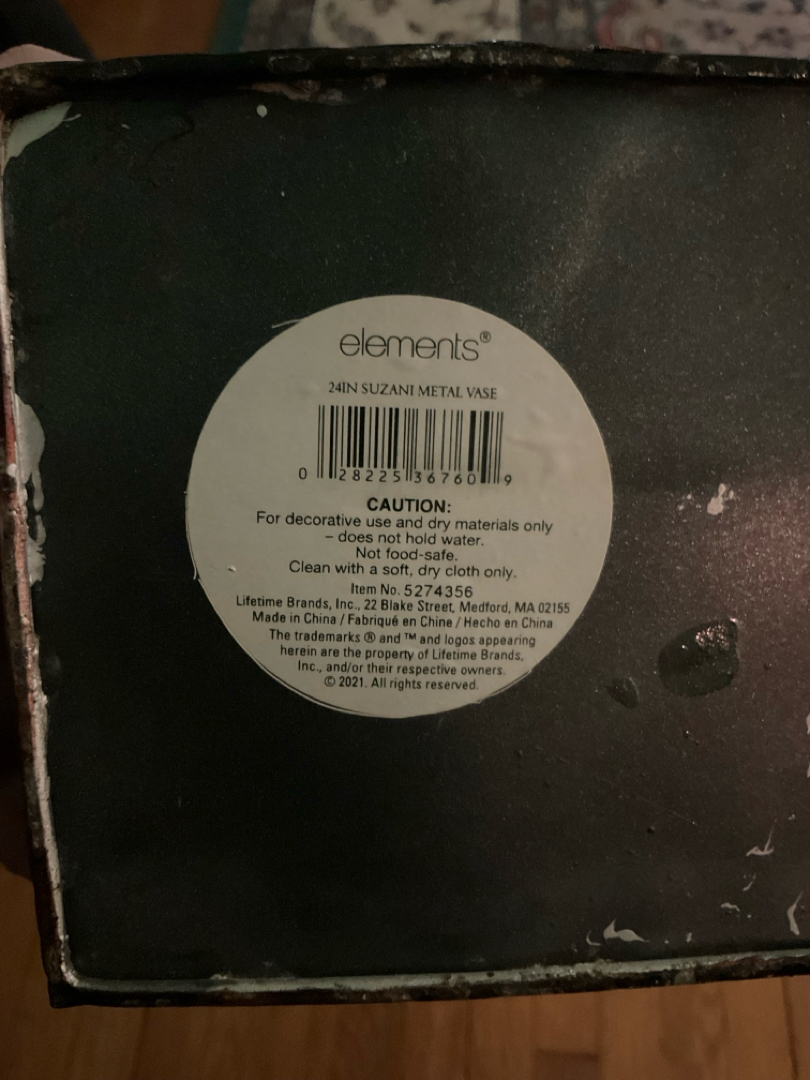 elements®
24IN SUZANI METAL VASE
0 28225 36760 9
CAUTION:
For decorative use and dry materials only
– does not hold water.
Not food-safe.
Clean with a soft, dry cloth only.
Item No. 5274356
Lifetime Brands, Inc., 22 Blake Street, Medford, MA 02155
Made in China / Fabriqué en Chine / Hecho en China
The trademarks ® and ™ and logos appearing
herein are the property of Lifetime Brands,
Inc., and/or their respective owners.
© 2021. All rights reserved.